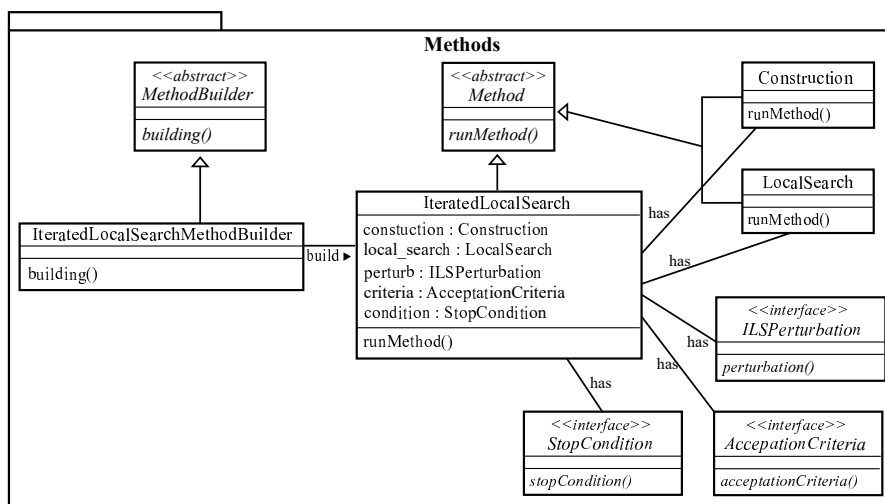 Methods
<<abstract>>
MethodBuilder
building()
<<abstract>>
Method
runMethod()
Construction
runMethod()
LocalSearch
runMethod()
IteratedLocalSearchMethodBuilder
building()
build
IteratedLocalSearch
constuction : Construction
local_search : LocalSearch
perturb : ILSPerturbation
criteria : AcceptationCriteria
condition : StopCondition
runMethod()
has
has
has
has
has
<<interface>>
ILSPerturbation
perturbation()
<<interface>>
StopCondition
stopCondition()
<<interface>>
AccepationCriteria
acceptationCriteria()